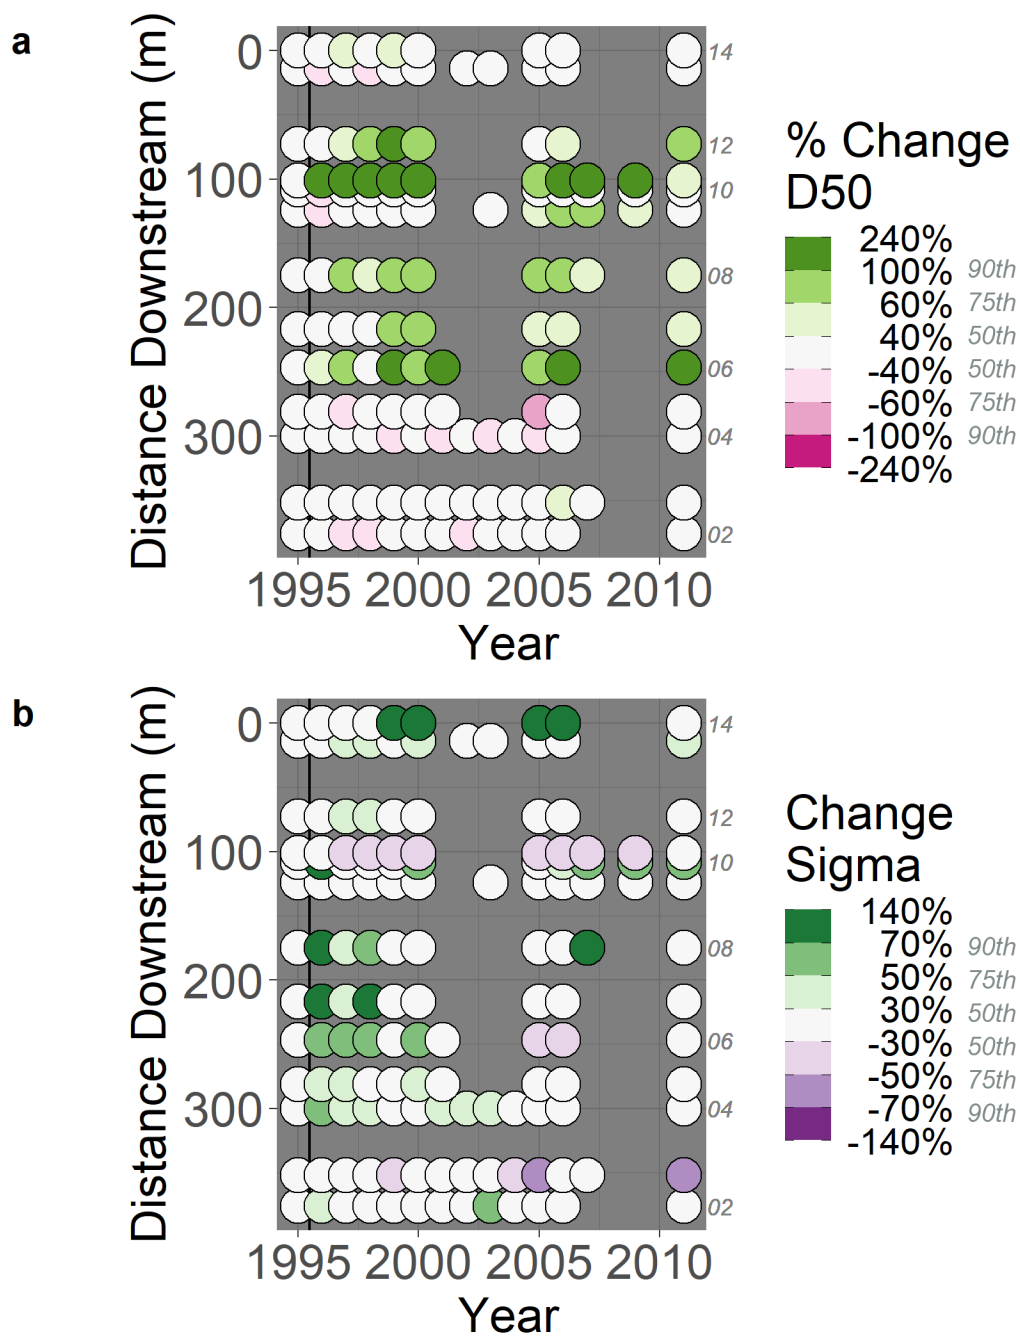 a
Distance Downstream (m)
0
100
200
300
14
12
10
08
06
04
02
1995 2000 2005 2010
Year
% Change
D50
240%
100% 90th
60% 75th
40% 50th
-40% 50th
-60% 75th
-100% 90th
-240%
b
Distance Downstream (m)
0
100
200
300
14
12
10
08
06
04
02
1995 2000 2005 2010
Year
Change
Sigma
140%
70% 90th
50% 75th
30% 50th
-30% 50th
-50% 75th
-70% 90th
-140%